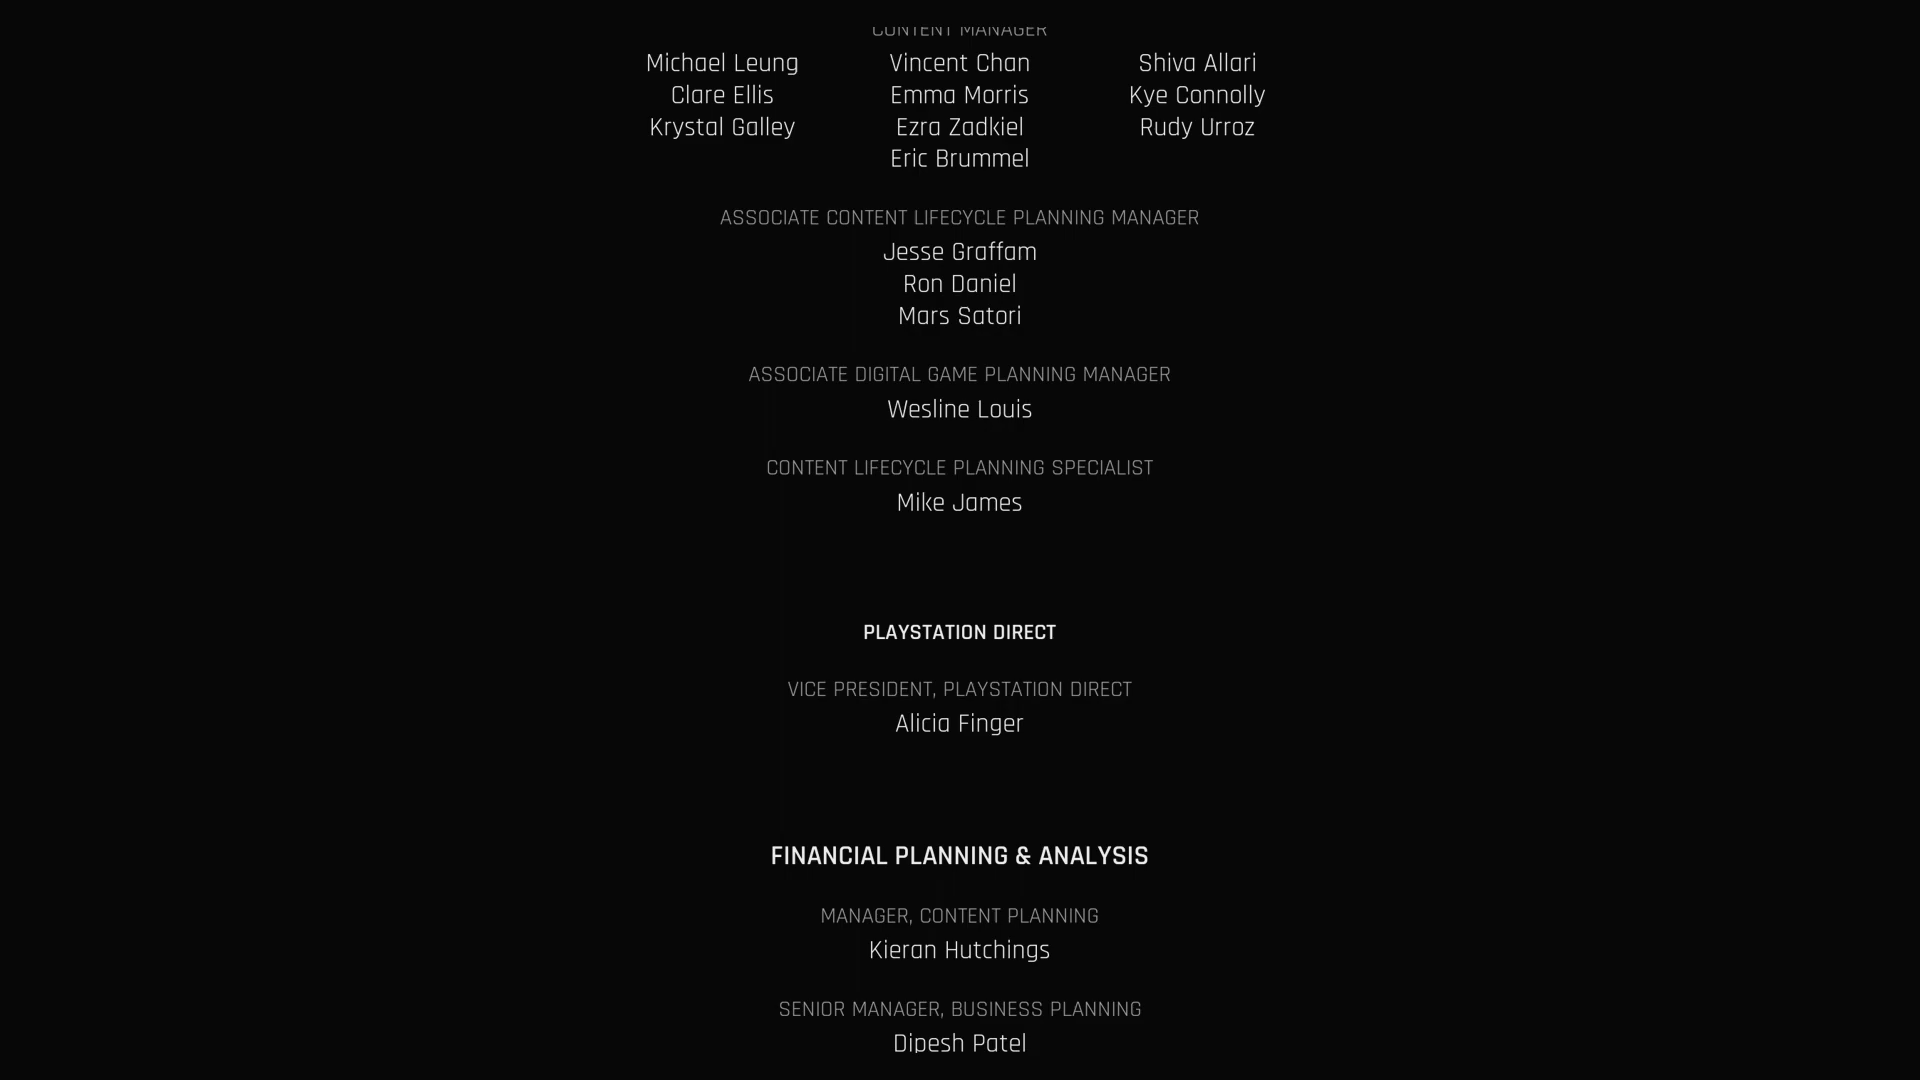 CONTENT MANAGER
Michael Leung Vincent Chan Shiva Allari
Clare Ellis Emma Morris Kye Connolly
Krystal Galley Ezra Zadkiel Rudy Urroz
Eric Brummel
ASSOCIATE CONTENT LIFECYCLE PLANNING MANAGER
Jesse Graffam
Ron Daniel
Mars Satori
ASSOCIATE DIGITAL GAME PLANNING MANAGER
Wesline Louis
CONTENT LIFECYCLE PLANNING SPECIALIST
Mike James
PLAYSTATION DIRECT
VICE PRESIDENT, PLAYSTATION DIRECT
Alicia Finger
FINANCIAL PLANNING & ANALYSIS
MANAGER, CONTENT PLANNING
Kieran Hutchings
SENIOR MANAGER, BUSINESS PLANNING
Dipesh Patel